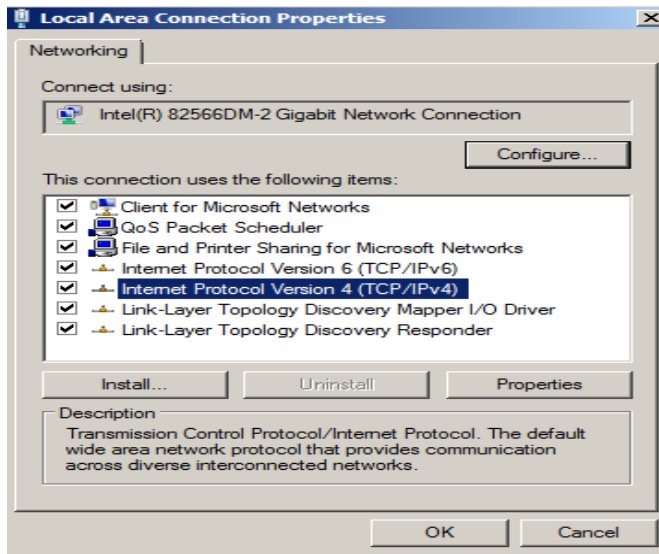 Local Area Connection Properties
Networking
Connect using:
Intel(R) 82566DM-2 Gigabit Network Connection
Configure...
This connection uses the following items:
Client for Microsoft Networks
QoS Packet Scheduler
File and Printer Sharing for Microsoft Networks
Internet Protocol Version 6 (TCP/IPv6)
Internet Protocol Version 4 (TCP/IPv4)
Link-Layer Topology Discovery Mapper I/O Driver
Link-Layer Topology Discovery Responder
Install... Uninstall Properties
Description
Transmission Control Protocol/Internet Protocol. The default
wide area network protocol that provides communication
across diverse interconnected networks.
OK Cancel